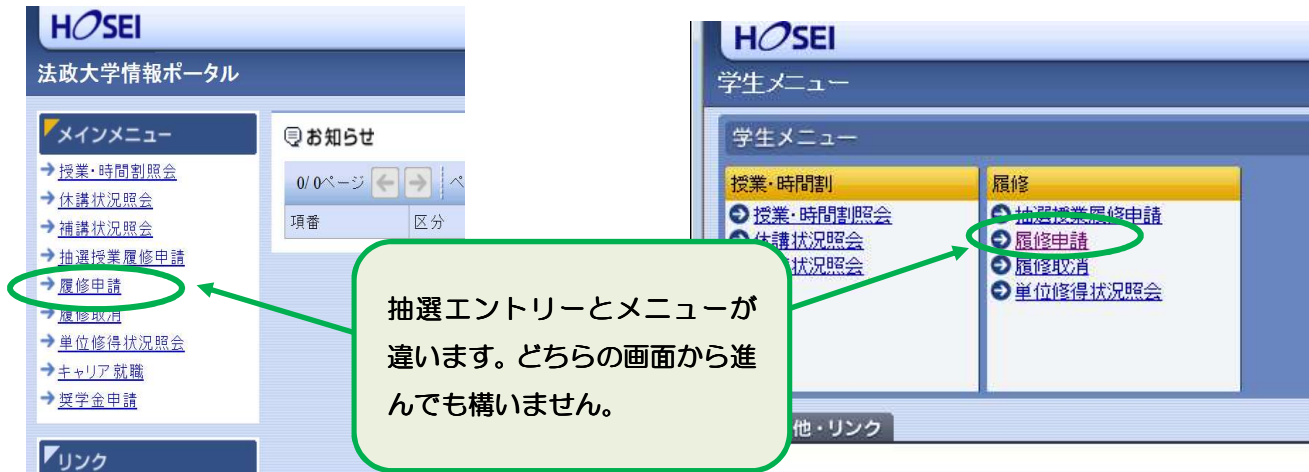 HOSEI
法政大学情報ポータル
メインメニュー
授業・時間割照会
休講状況照会
補講状況照会
抽選授業履修申請
履修申請
履修取消
単位修得状況照会
キャリア就職
奨学金申請
リンク
お知らせ
0/0ページ
ペ
項番
区分
抽選エントリーとメニューが
違います。どちらの画面から進
んでも構いません。
HOSEI
学生メニュー
学生メニュー
授業・時間割
授業・時間割照会
休講状況照会
状況照会
履修
抽選授業履修申請
履修申請
履修取消
単位修得状況照会
他・リンク